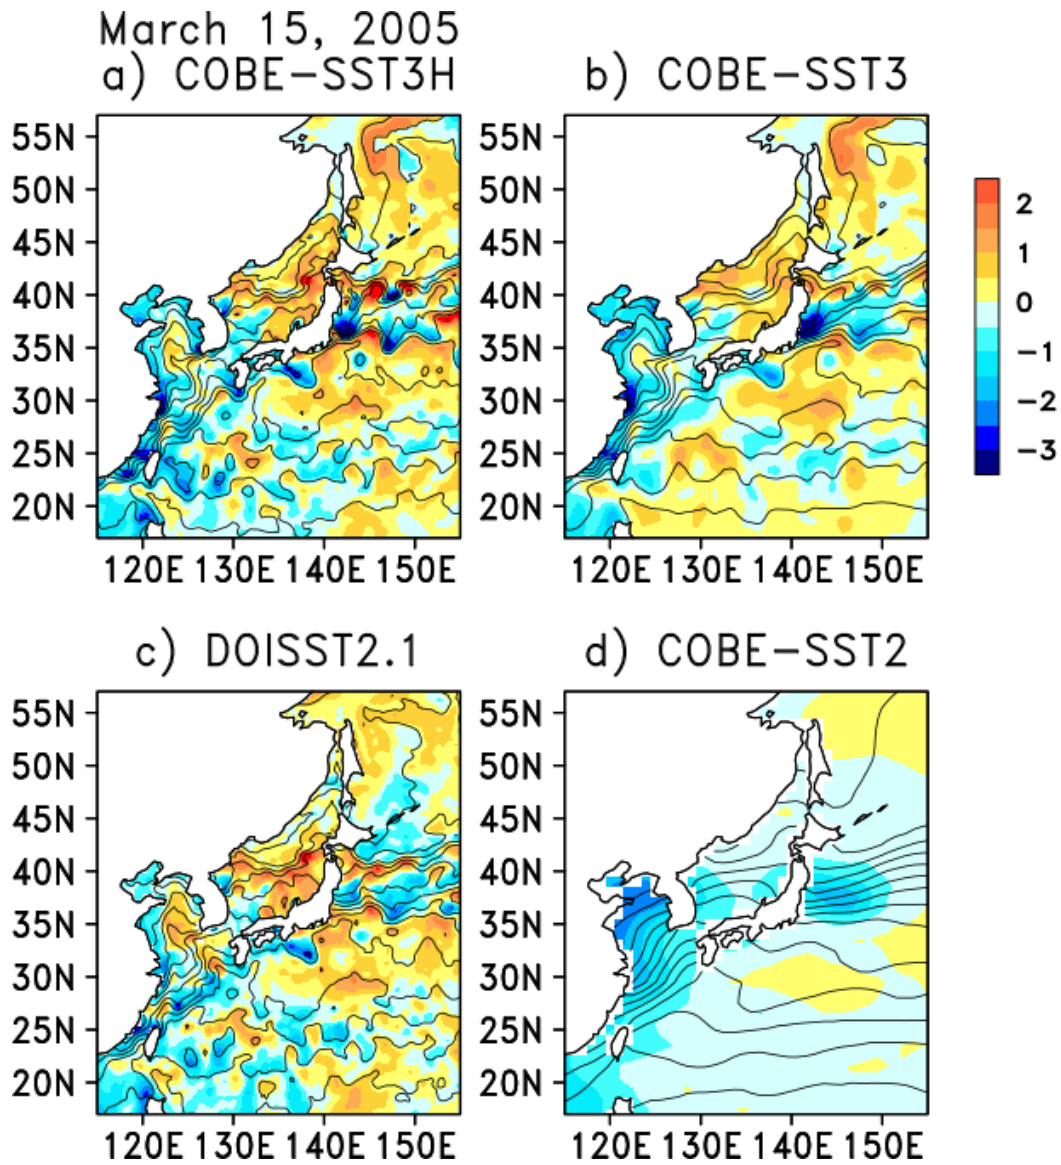 March 15, 2005
a) COBE−SST3H
b) COBE−SST3
55N
50N
45N
40N
35N
30N
25N
20N
120E 130E 140E 150E
55N
50N
45N
40N
35N
30N
25N
20N
120E 130E 140E 150E
2
1
0
−1
−2
−3
c) DOISST2.1
d) COBE−SST2
55N
50N
45N
40N
35N
30N
25N
20N
120E 130E 140E 150E
55N
50N
45N
40N
35N
30N
25N
20N
120E 130E 140E 150E